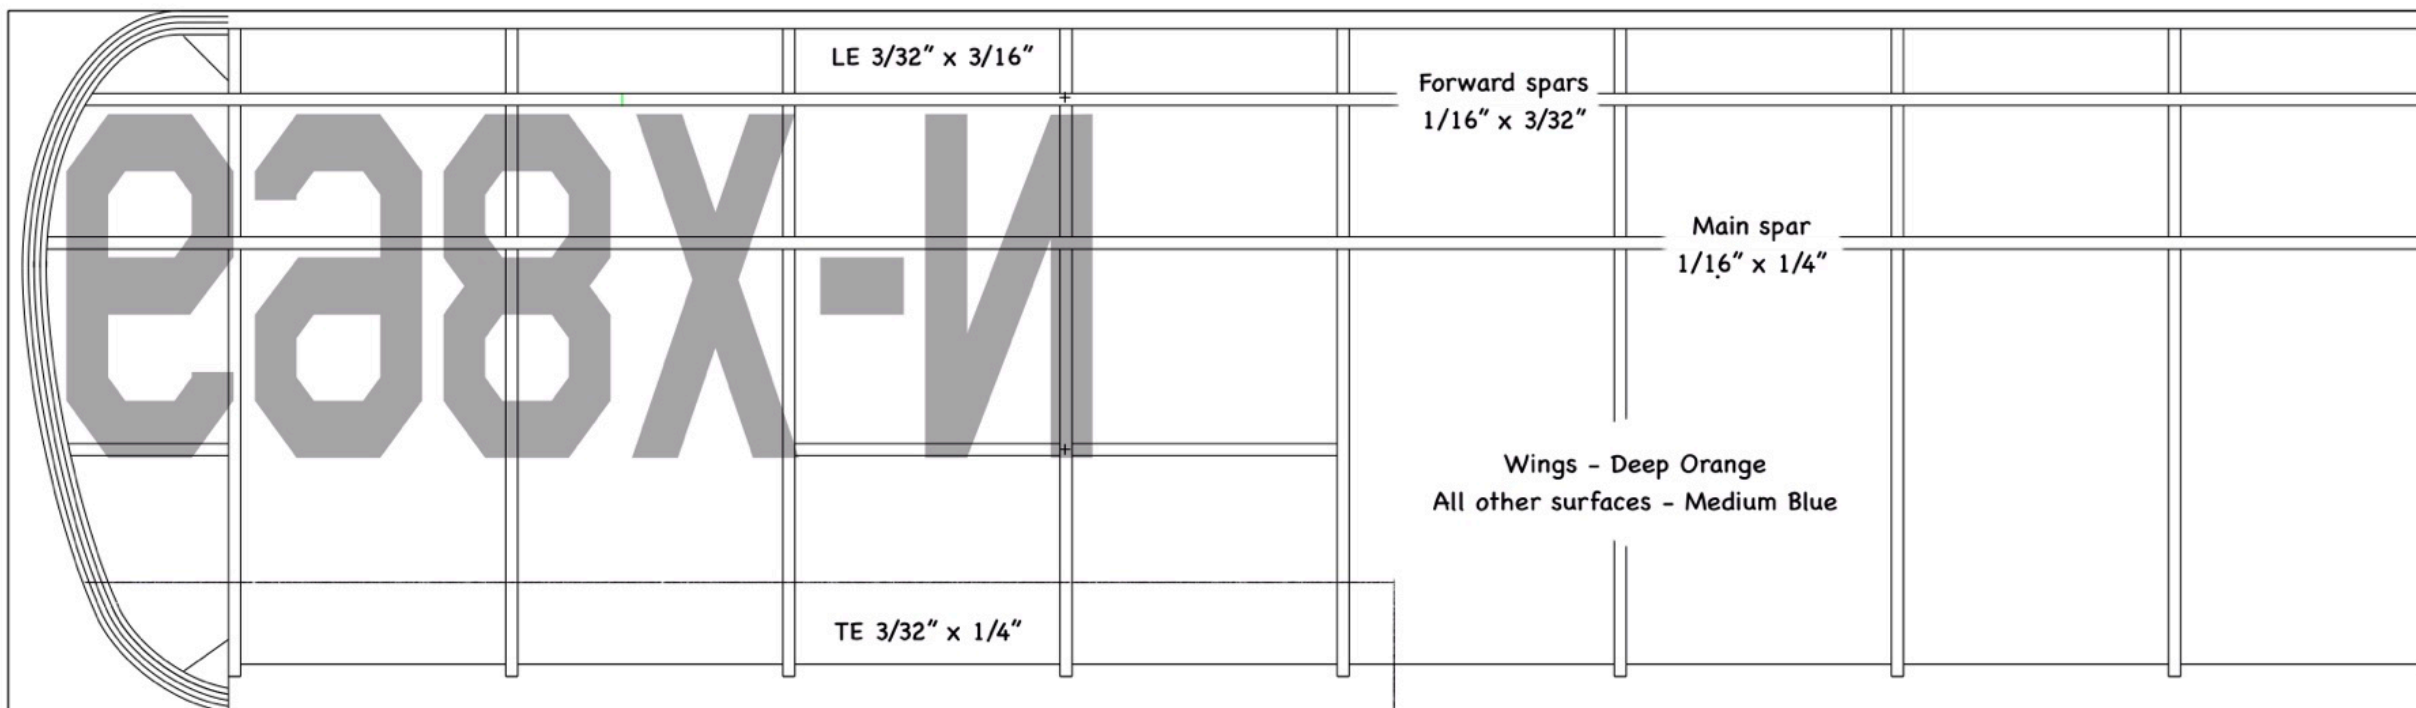 LE 3/32" x 3/16"
Forward spars
1/16" x 3/32"
N-X869
Main spar
1/16" x 1/4"
Wings - Deep Orange
All other surfaces - Medium Blue
TE 3/32" x 1/4"